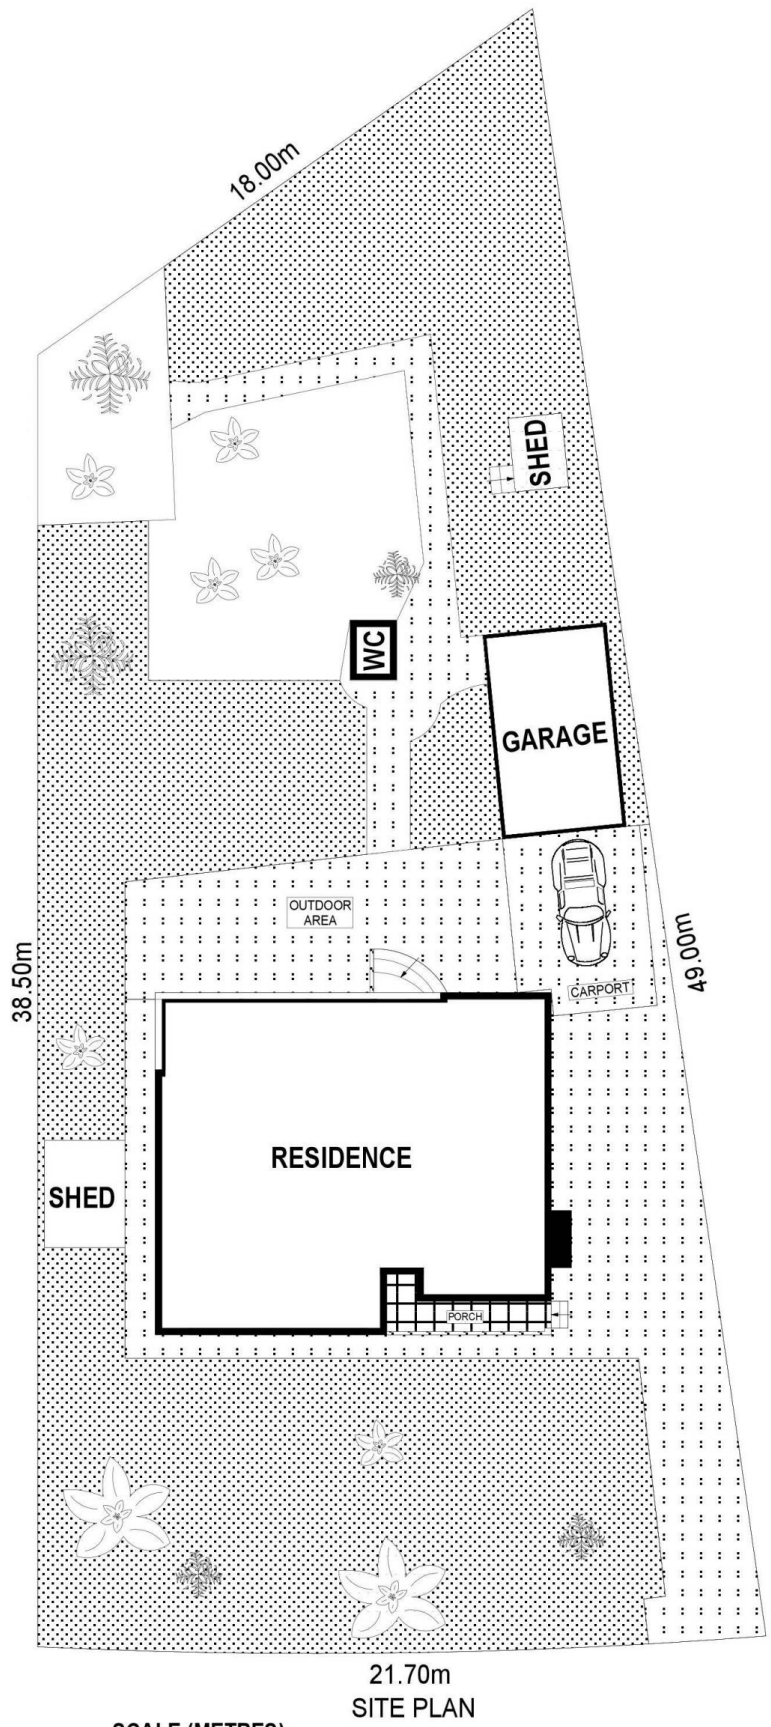 18.00m
SHED
WC
GARAGE
OUTDOOR
AREA
38.50m
49.00m
CARPORT
RESIDENCE
SHED
PORCH
21.70m
SITE PLAN
SCALE (METRES)